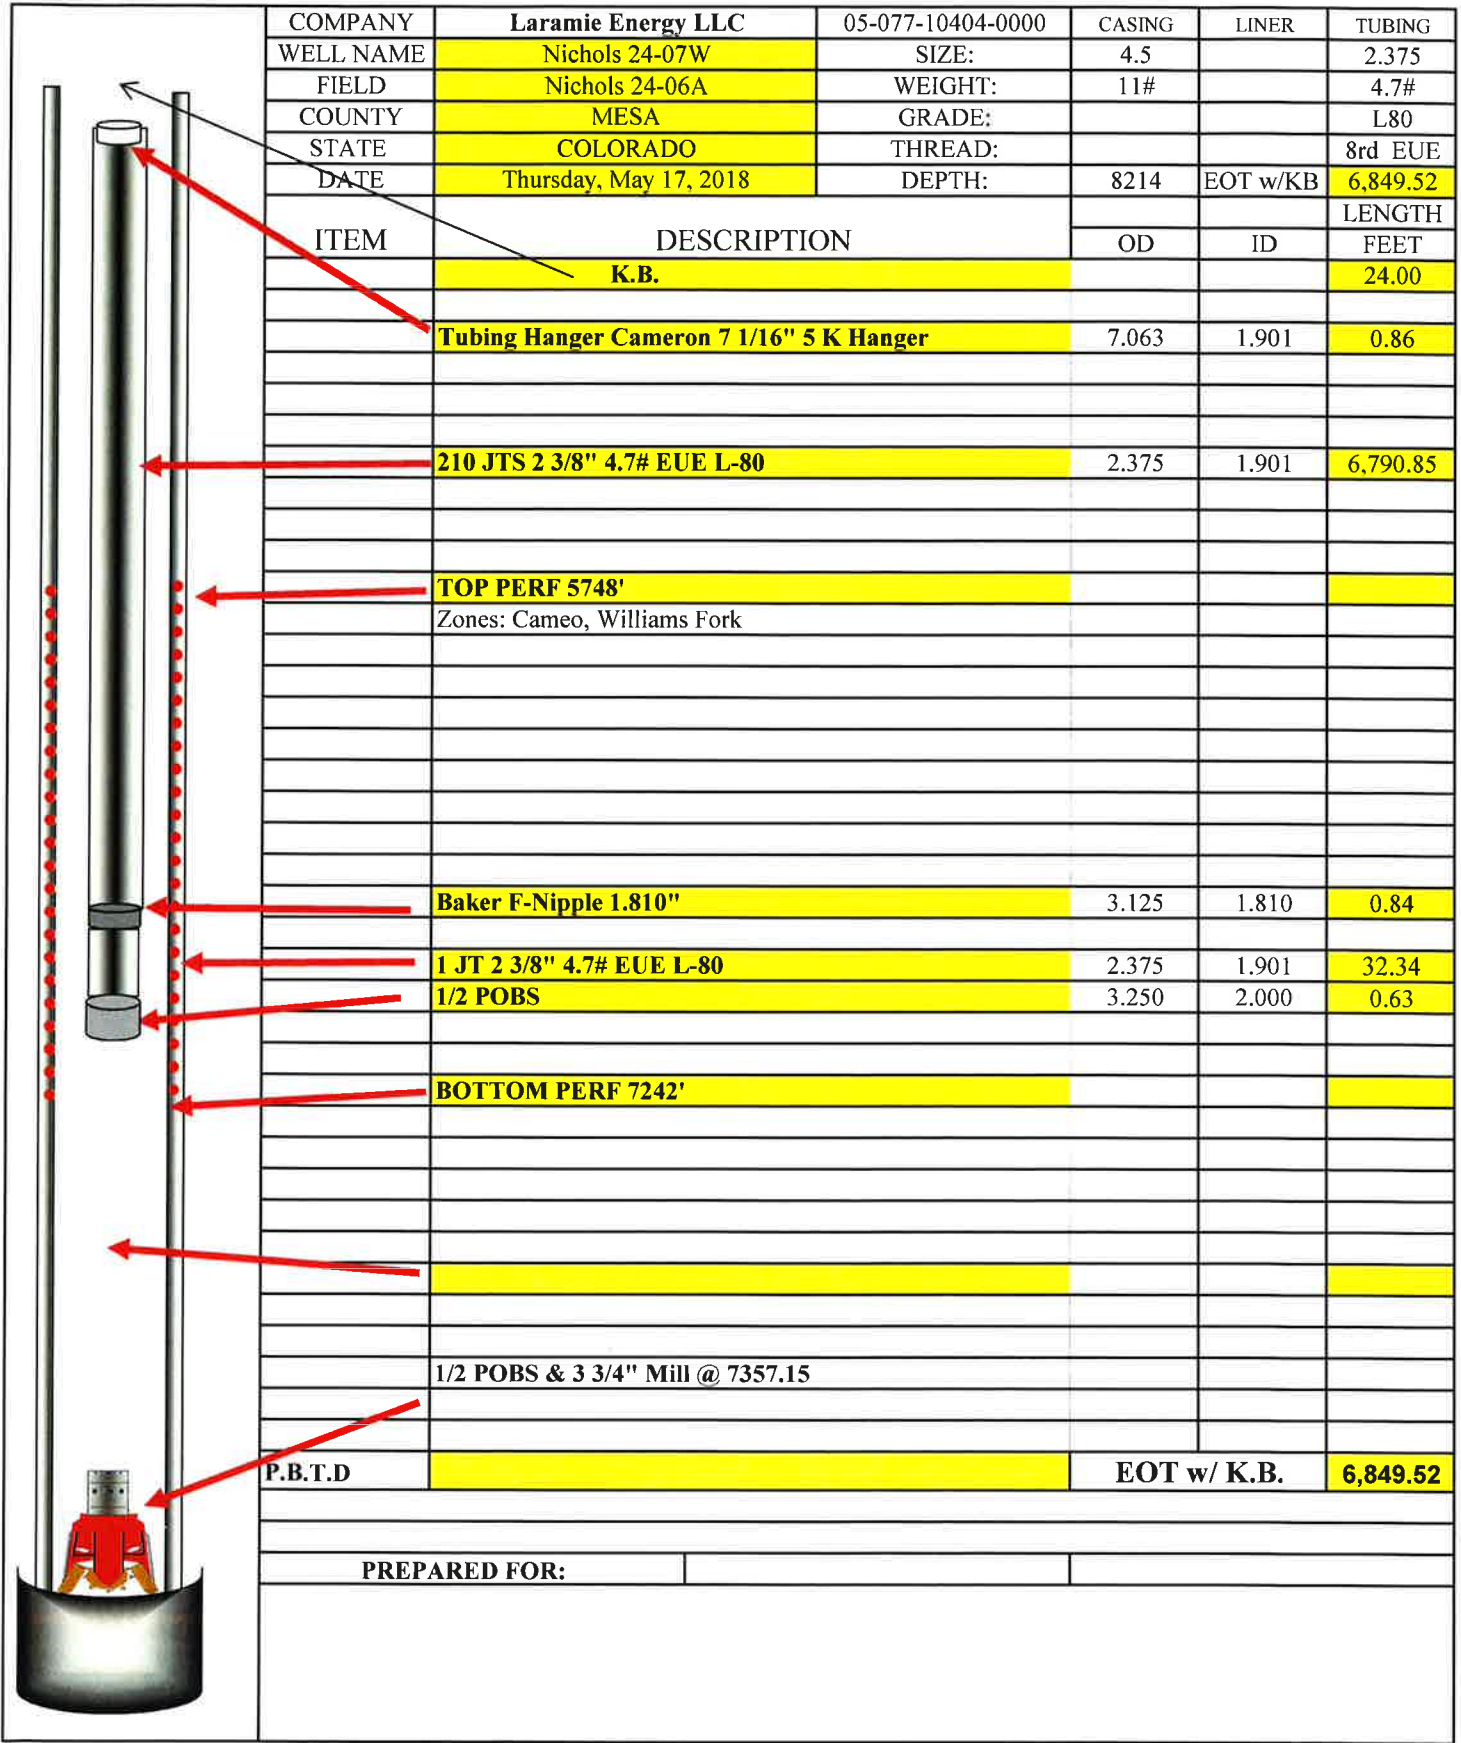 COMPANY Laramie Energy LLC 05-077-10404-0000 CASING LINER TUBING
WELL NAME Nichols 24-07W SIZE: 4.5 2.375
FIELD Nichols 24-06A WEIGHT: 11# 4.7#
COUNTY MESA GRADE: L80
STATE COLORADO THREAD: 8rd EUE
DATE Thursday, May 17, 2018 DEPTH: 8214 EOT w/KB 6,849.52
LENGTH
ITEM DESCRIPTION OD ID FEET
K.B. 24.00
Tubing Hanger Cameron 7 1/16" 5 K Hanger 7.063 1.901 0.86
210 JTS 2 3/8" 4.7# EUE L-80 2.375 1.901 6,790.85
TOP PERF 5748'
Zones: Cameo, Williams Fork
Baker F-Nipple 1.810" 3.125 1.810 0.84
1 JT 2 3/8" 4.7# EUE L-80 2.375 1.901 32.34
1/2 POBS 3.250 2.000 0.63
BOTTOM PERF 7242'
1/2 POBS & 3 3/4" Mill @ 7357.15
P.B.T.D EOT w/ K.B. 6,849.52
PREPARED FOR: